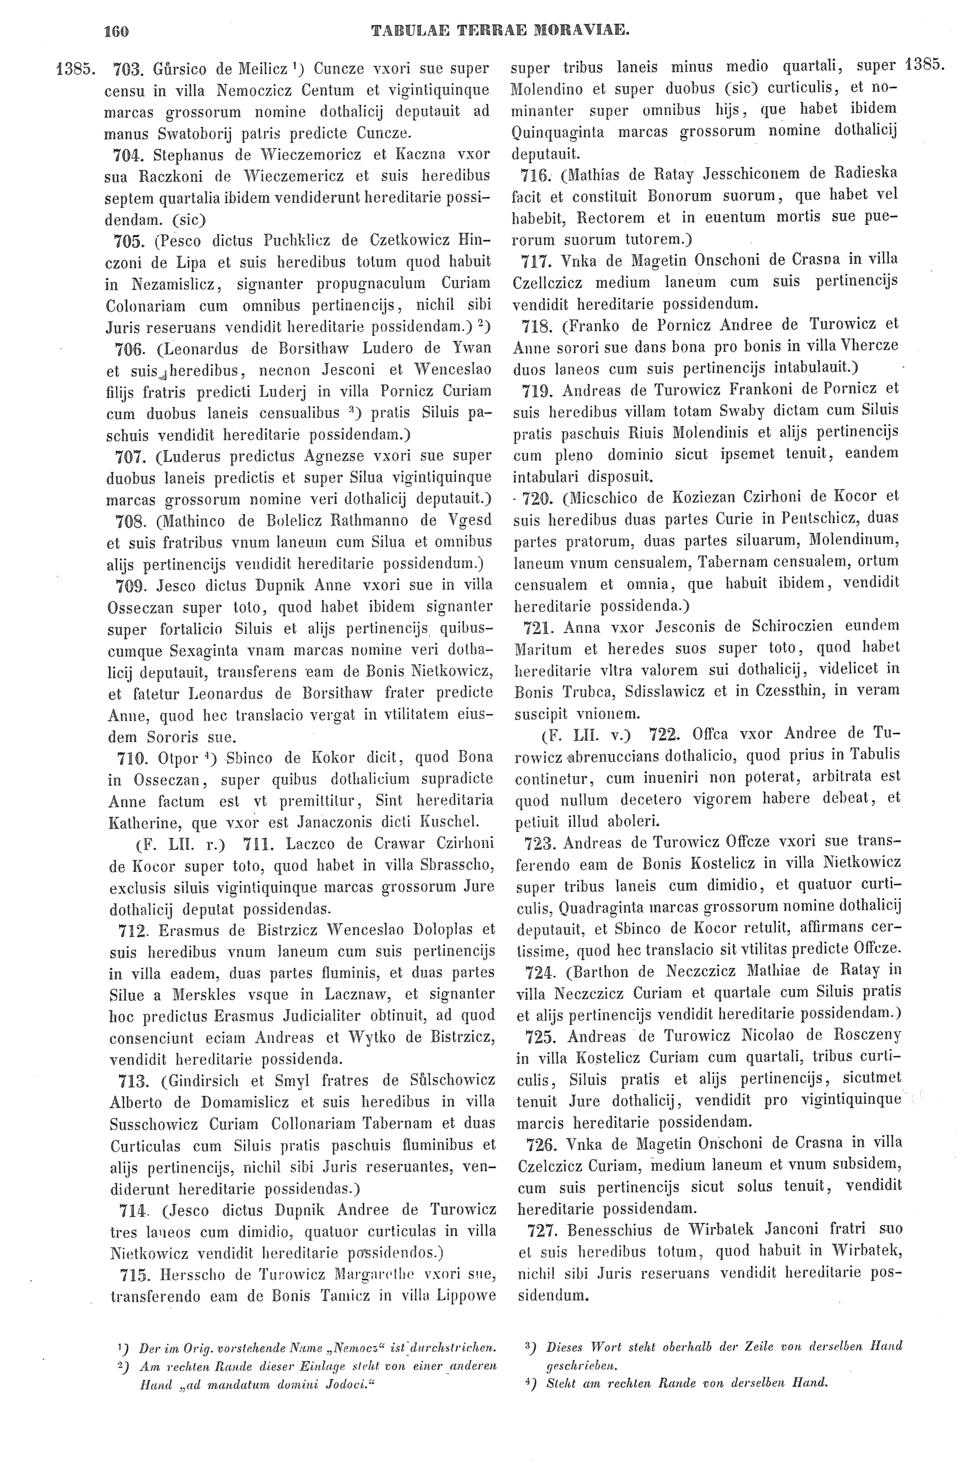 160
TABULAE TERRAE MORAVIAE.
1385. 703. Gůrsico de Meilicz ¹) Cuncze vxori sue super
censu in villa Nemoczicz Centum et vigintiquinque
marcas grossorum nomine dothalicij deputauit ad
manus Swatoborij patris predicte Cuncze.
704. Stephanus de Wieczemoricz et Kaczna vxor
sua Raczkoni de Wieczemericz et suis heredibus
septem quartalia ibidem vendiderunt hereditarie possi-
dendam. (sic)
705. (Pesco dictus Puchklicz de Czetkowicz Hin-
czoni de Lipa et suis heredibus totum quod habuit
in Nezamislicz, signanter propugnaculum Curiam
Colonariam cum omnibus pertinencijs, nichil sibi
Juris reseruans vendidit hereditarie possidendam.) ²)
706. (Leonardus de Borsithaw Ludero de Ywan
et suis heredibus, necnon Jesconi et Wenceslao
filijs fratris predicti Luderj in villa Pornicz Curiam
cum duobus laneis censualibus ³) pratis Siluis pa-
schuis vendidit hereditarie possidendam.)
707. (Luderus predictus Agnezse vxori sue super
duobus laneis predictis et super Silua vigintiquinque
marcas grossorum nomine veri dothalicij deputauit.)
708. (Mathinco de Bolelicz Rathmanno de Vgesd
et suis fratribus vnum laneum cum Silua et omnibus
alijs pertinencijs vendidit hereditarie possidendum.)
709. Jesco dictus Dupnik Anne vxori sue in villa
Osseczan super toto, quod habet ibidem signanter
super fortalicio Siluis et alijs pertinencijs quibus-
cumque Sexaginta vnam marcas nomine veri dotha-
licij deputauit, transferens eam de Bonis Nietkowicz,
et fatetur Leonardus de Borsithaw frater predicte
Anne, quod hec translacio vergat in vtilitatem eius-
dem Sororis sue.
710. Otpor ⁴) Sbinco de Kokor dicit, quod Bona
in Osseczan, super quibus dothalicium supradicte
Anne factum est vt premittitur, Sint hereditaria
Katherine, que vxor est Janaczonis dicti Kuschel.
(F. LII. r.) 711. Laczco de Crawar Czirhoni
de Kocor super toto, quod habet in villa Sbrasscho,
exclusis siluis vigintiquinque marcas grossorum Jure
dothalicij deputat possidendas.
712. Erasmus de Bistrzicz Wenceslao Doloplas et
suis heredibus vnum laneum cum suis pertinencijs
in villa eadem, duas partes fluminis, et duas partes
Silue a Merskles vsque in Lacznaw, et signanter
hoc predictus Erasmus Judicialiter obtinuit, ad quod
consenciunt eciam Andreas et Wytko de Bistrzicz,
vendidit hereditarie possidenda.
713. (Gindirsich et Smyl fratres de Sůlschowicz
Alberto de Domamislicz et suis heredibus in villa
Susschowicz Curiam Collonariam Tabernam et duas
Curticulas cum Siluis pratis paschuis fluminibus et
alijs pertinencijs, nichil sibi Juris reseruantes, ven-
diderunt hereditarie possidendas.)
714. (Jesco dictus Dupnik Andree de Turowicz
tres laneos cum dimidio, quatuor curticulas in villa
Nietkowicz vendidit hereditarie possidendos.)
715. Hersscho de Turowicz Margarethe vxori sue,
transferendo eam de Bonis Tamicz in villa Lippowe
super tribus laneis minus medio quartali, super 1385.
Molendino et super duobus (sic) curticulis, et no-
minanter super omnibus hijs, que habet ibidem
Quinquaginta marcas grossorum nomine dothalicij
deputauit.
716. (Mathias de Ratay Jesschiconem de Radieska
facit et constituit Bonorum suorum, que habet vel
habebit, Rectorem et in euentum mortis sue pue-
rorum suorum tutorem.)
717. Vnka de Magetin Onschoni de Crasna in villa
Czellczicz medium laneum cum suis pertinencijs
vendidit hereditarie possidendum.
718. (Franko de Pornicz Andree de Turowicz et
Anne sorori sue dans bona pro bonis in villa Vhercze
duos laneos cum suis pertinencijs intabulauit.)
719. Andreas de Turowicz Frankoni de Pornicz et
suis heredibus villam totam Swaby dictam cum Siluis
pratis paschuis Riuis Molendinis et alijs pertinencijs
cum pleno dominio sicut ipsemet tenuit, eandem
intabulari disposuit.
720. (Micschico de Koziezan Czirhoni de Kocor et
suis heredibus duas partes Curie in Pentschicz, duas
partes pratorum, duas partes siluarum, Molendinum,
laneum vnum censualem, Tabernam censualem, ortum
censualem et omnia, que habuit ibidem, vendidit
hereditarie possidenda.)
721. Anna vxor Jesconis de Schiroczien eundem
Maritum et heredes suos super toto, quod habet
hereditarie vltra valorem sui dothalicij, videlicet in
Bonis Trubca, Sdisslawicz et in Czessthin, in veram
suscipit vnionem.
(F. LII. v.) 722. Offca vxor Andree de Tu-
rowicz abrenuccians dothalicio, quod prius in Tabulis
continetur, cum inueniri non poterat, arbitrata est
quod nullum decetero vigorem habere debeat, et
petiuit illud aboleri.
723. Andreas de Turowicz Offcze vxori sue trans-
ferendo eam de Bonis Kostelicz in villa Nietkowicz
super tribus laneis cum dimidio, et quatuor curti-
culis, Quadraginta marcas grossorum nomine dothalicij
deputauit, et Sbinco de Kocor retulit, affirmans cer-
tissime, quod hec translacio sit vtilitas predicte Offcze.
724. (Barthon de Neczczicz Mathiae de Ratay in
villa Neczczicz Curiam et quartale cum Siluis pratis
et alijs pertinencijs vendidit hereditarie possidendam.)
725. Andreas de Turowicz Nicolao de Rosczeny
in villa Kostelicz Curiam cum quartali, tribus curti-
culis, Siluis pratis et alijs pertinencijs, sicutmet
tenuit Jure dothalicij, vendidit pro vigintiquinque
marcis hereditarie possidendam.
726. Vnka de Magetin Onschoni de Crasna in villa
Czelczicz Curiam, medium laneum et vnum subsidem,
cum suis pertinencijs sicut solus tenuit, vendidit
hereditarie possidendam.
727. Benesschius de Wirbatek Janconi fratri suo
et suis heredibus totum, quod habuit in Wirbatek,
nichil sibi Juris reseruans vendidit hereditarie pos-
sidendum.
¹) Der im Orig. vorstehende Name „Nemocz“ ist durchstrichen.
²) Am rechten Rande dieser Einlage steht von einer anderen
Hand „ad mandatum domini Jodoci.“
³) Dieses Wort steht oberhalb der Zeile von derselben Hand
geschrieben.
⁴) Steht am rechten Rande von derselben Hand.